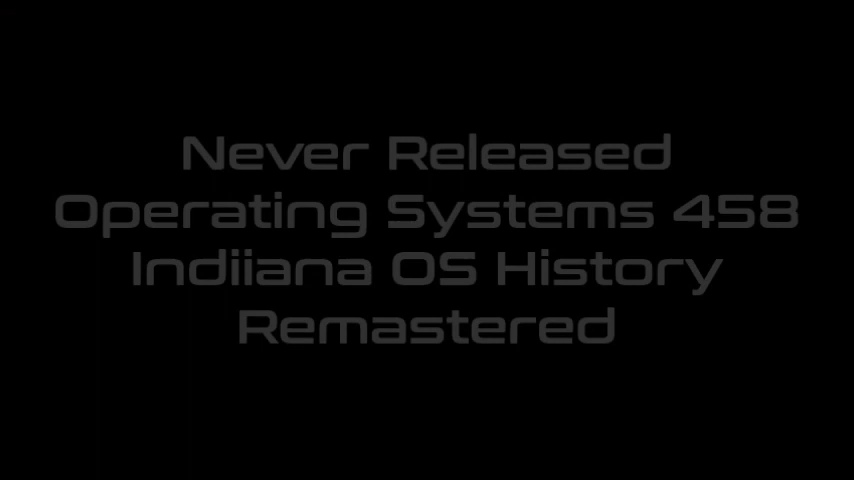 Never Released
Operating Systems 458
Indiiana OS History
Remastered